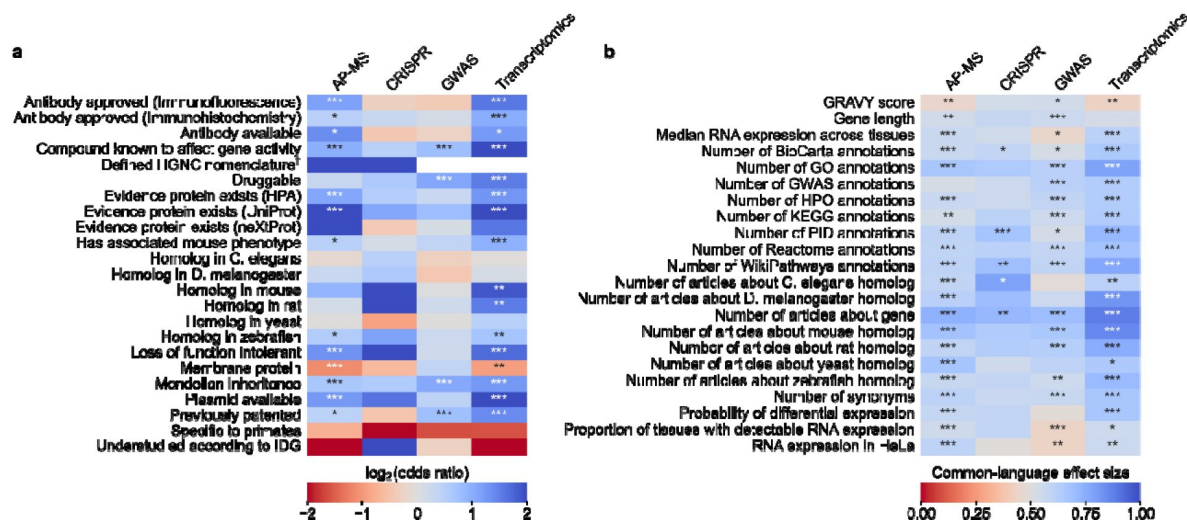 a
AP-MS
CRISPR
GWAS
Transcriptomics
Antibody approved (Immunofluorescence)
Antibody approved (Immunohistochemistry)
Antibody available
Compound known to affect gene activity
Defined HGNC nomenclature†
Druggable
Evidence protein exists (HPA)
Evidence protein exists (UniProt)
Evidence protein exists (neXtProt)
Has associated mouse phenotype
Homolog in C. elegans
Homolog in D. melanogaster
Homolog in mouse
Homolog in rat
Homolog in yeast
Homolog in zebrafish
Loss of function intolerant
Membrane protein
Mendelian inheritance
Plasmid available
Previously patented
Specific to primates
Understudied according to IDG
log2(odds ratio)
-2 -1 0 1 2
b
AP-MS
CRISPR
GWAS
Transcriptomics
GRAVY score
Gene length
Median RNA expression across tissues
Number of BioCarta annotations
Number of GO annotations
Number of GWAS annotations
Number of HPO annotations
Number of KEGG annotations
Number of PID annotations
Number of Reactome annotations
Number of WikiPathways annotations
Number of articles about C. elegans homolog
Number of articles about D. melanogaster homolog
Number of articles about gene
Number of articles about mouse homolog
Number of articles about rat homolog
Number of articles about yeast homolog
Number of articles about zebrafish homolog
Number of synonyms
Probability of differential expression
Proportion of tissues with detectable RNA expression
RNA expression in HeLa
Common-language effect size
0.00 0.25 0.50 0.75 1.00